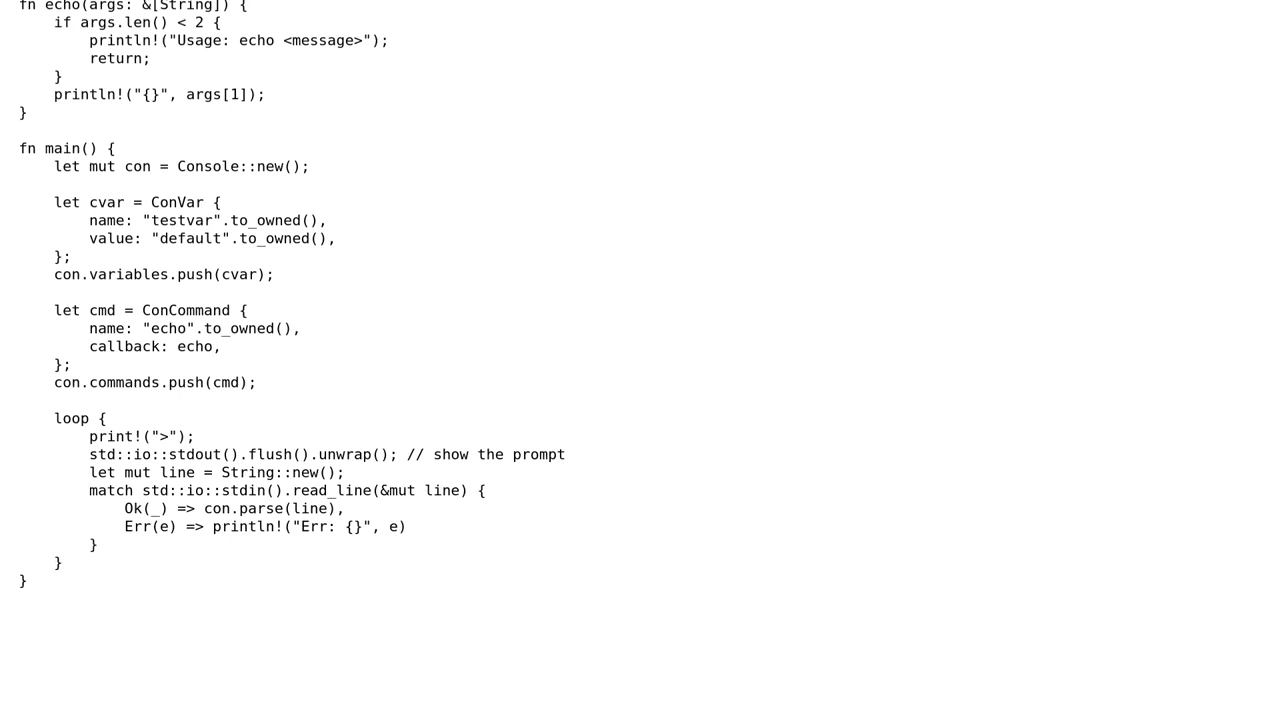 fn echo(args: &[String]) {
    if args.len() < 2 {
        println!("Usage: echo <message>");
        return;
    }
    println!("{}", args[1]);
}

fn main() {
    let mut con = Console::new();

    let cvar = ConVar {
        name: "testvar".to_owned(),
        value: "default".to_owned(),
    };
    con.variables.push(cvar);

    let cmd = ConCommand {
        name: "echo".to_owned(),
        callback: echo,
    };
    con.commands.push(cmd);

    loop {
        print!(">");
        std::io::stdout().flush().unwrap(); // show the prompt
        let mut line = String::new();
        match std::io::stdin().read_line(&mut line) {
            Ok(_) => con.parse(line),
            Err(e) => println!("Err: {}", e)
        }
    }
}